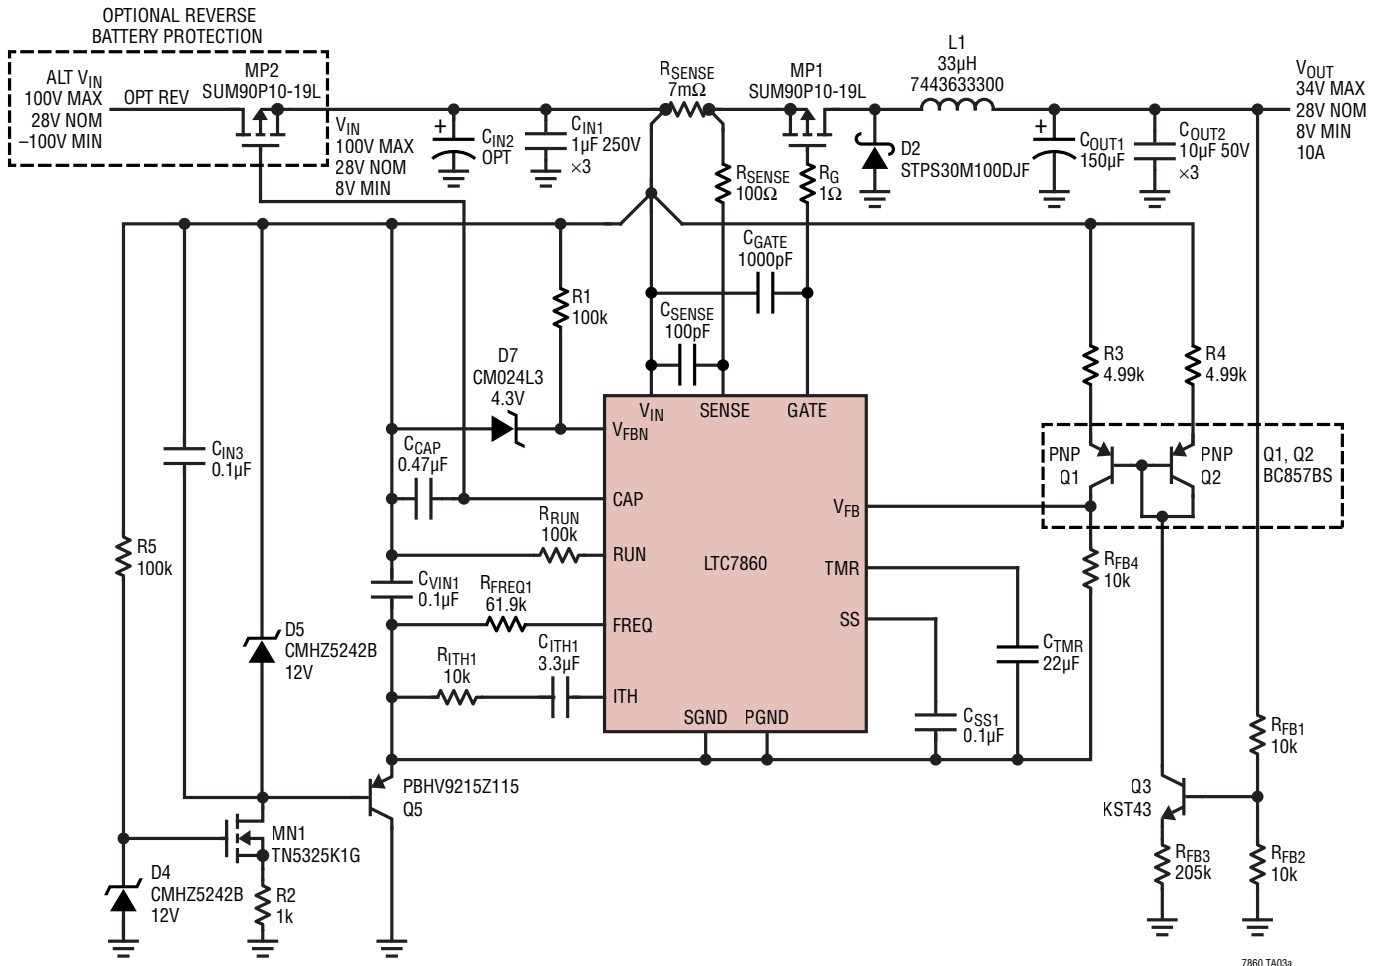 OPTIONAL REVERSE
BATTERY PROTECTION
ALT VIN
100V MAX
28V NOM
–100V MIN
OPT REV
MP2
SUM90P10-19L
VIN
100V MAX
28V NOM
8V MIN
+
CIN2
OPT
CIN1
1µF 250V
×3
RSENSE
7mΩ
MP1
SUM90P10-19L
L1
33µH
7443633300
VOUT
34V MAX
28V NOM
8V MIN
10A
D2
STPS30M100DJF
+
COUT1
150µF
COUT2
10µF 50V
×3
RSENSE
100Ω
RG
1Ω
CGATE
1000pF
CSENSE
100pF
R1
100k
D7
CM024L3
4.3V
R3
4.99k
R4
4.99k
CIN3
0.1µF
CCAP
0.47µF
VIN
SENSE
GATE
VFBN
CAP
RUN
FREQ
ITH
LTC7860
VFB
TMR
SS
SGND
PGND
PNP
Q1
PNP
Q2
Q1, Q2
BC857BS
RRUN
100k
R5
100k
CVIN1
0.1µF
RFREQ1
61.9k
RITH1
10k
CITH1
3.3µF
D5
CMHZ5242B
12V
RFB4
10k
CTMR
22µF
CSS1
0.1µF
RFB1
10k
PBHV9215Z115
Q5
Q3
KST43
MN1
TN5325K1G
D4
CMHZ5242B
12V
R2
1k
RFB3
205k
RFB2
10k
7860 TA03a